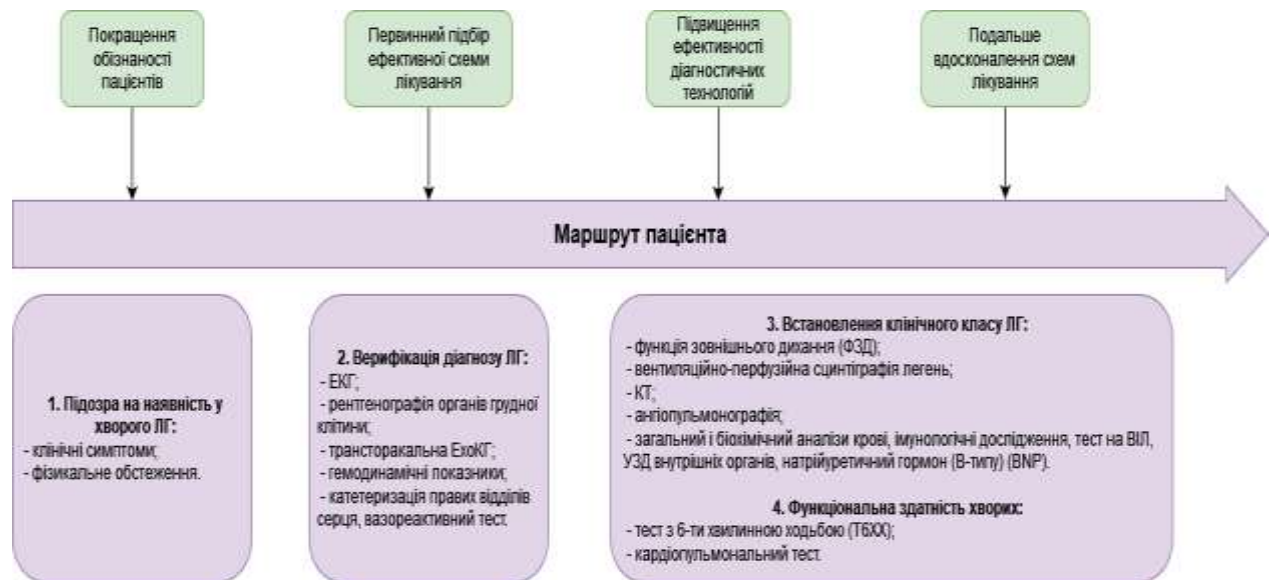 Покращення
обізнаності
пацієнтів
Первинний підбір
ефективної схеми
лікування
Підвищення
ефективності
діагностичних
технологій
Подальше
вдосконалення схем
лікування
Маршрут пацієнта
1. Підозра на наявність у
хворого ЛГ:
- клінічні симптоми;
- фізикальне обстеження.
2. Верифікація діагнозу ЛГ:
- ЕКГ;
- рентгенографія органів грудної
клітини;
- трансторакальна ЕхоКГ;
- гемодинамічні показники;
- катетеризація правих відділів
серця, вазореактивний тест.
3. Встановлення клінічного класу ЛГ:
- функція зовнішнього дихання (ФЗД);
- вентиляційно-перфузійна сцинтіграфія легень;
- КТ;
- ангіопульмонографія;
- загальний і біохімічний аналізи крові, імунологічні дослідження, тест на ВІЛ,
УЗД внутрішніх органів, натрійуретичний гормон (В-типу) (BNP).
4. Функціональна здатність хворих:
- тест з 6-ти хвилинною ходьбою (Т6ХХ);
- кардіопульмональний тест.